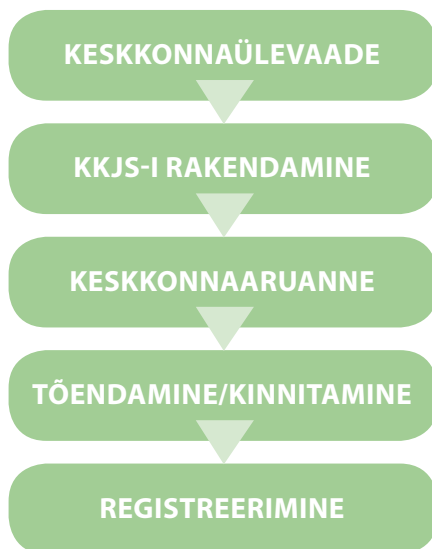 KESKKONNAÜLEVAADE
KKJS-I RAKENDAMINE
KESKKONNAARUANNE
TÕENDAMINE/KINNITAMINE
REGISTREERIMINE